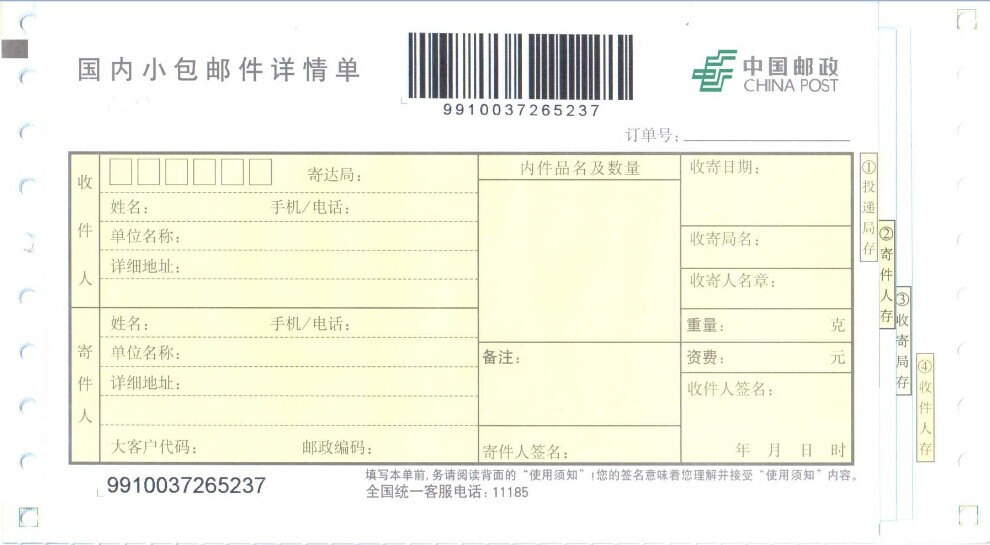 国内小包邮件详情单
9910037265237
中国邮政
CHINA POST
订单号：
收件人
寄达局：
姓名： 手机/电话：
单位名称：
详细地址：
寄件人
姓名： 手机/电话：
单位名称：
详细地址：
大客户代码： 邮政编码：
内件品名及数量
备注：
寄件人签名：
收寄日期：
收寄局名：
收寄人名章：
重量： 克
资费： 元
收件人签名：
年 月 日 时
①投递局存
②寄件人存
③收寄局存
④收件人存
9910037265237
填写本单前,务请阅读背面的“使用须知”!您的签名意味着您理解并接受“使用须知”内容。
全国统一客服电话：11185